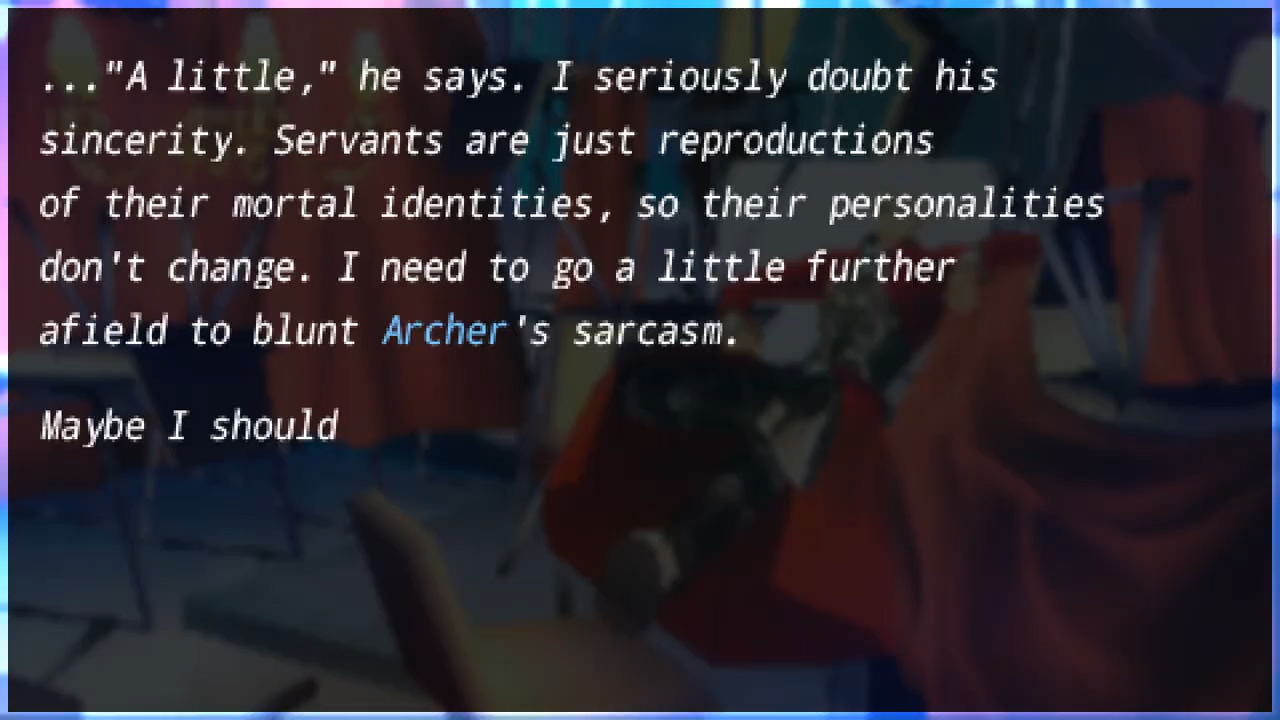 ..."A little," he says. I seriously doubt his
sincerity. Servants are just reproductions
of their mortal identities, so their personalities
don't change. I need to go a little further
afield to blunt Archer's sarcasm.
Maybe I should